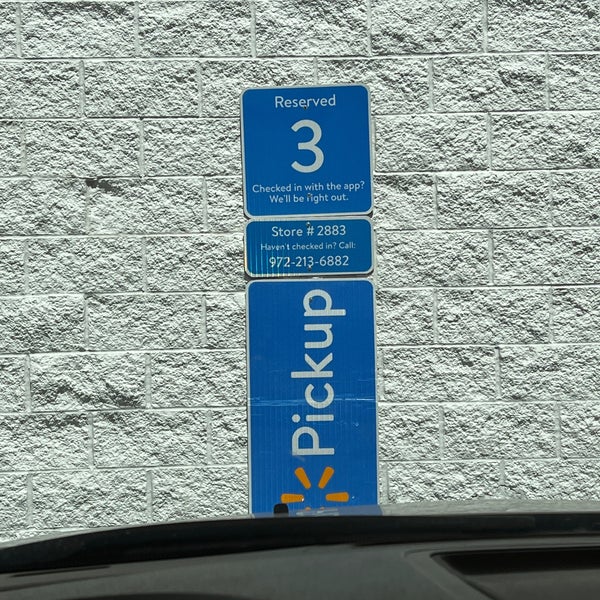 Reserved
3
Checked in with the app?
We'll be right out.
Store # 2883
Haven't checked in? Call:
972-213-6882
Pickup